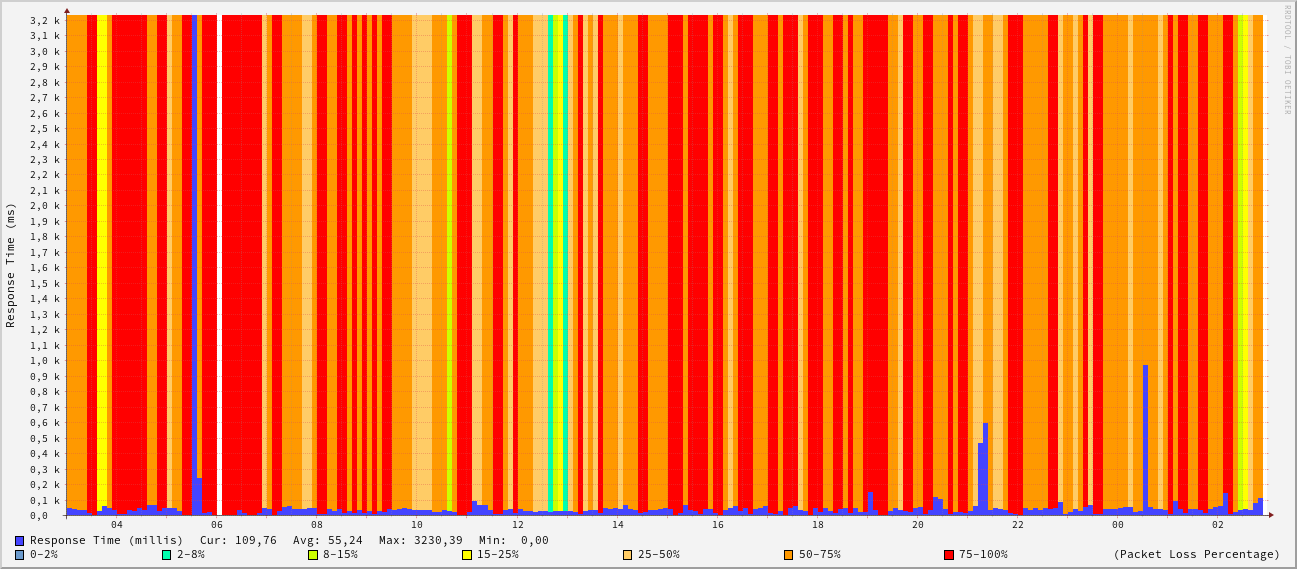 RRDTOOL / TOBI OETIKER
Response Time (ms)
3,2 k
3,1 k
3,0 k
2,9 k
2,8 k
2,7 k
2,6 k
2,5 k
2,4 k
2,3 k
2,2 k
2,1 k
2,0 k
1,9 k
1,8 k
1,7 k
1,6 k
1,5 k
1,4 k
1,3 k
1,2 k
1,1 k
1,0 k
0,9 k
0,8 k
0,7 k
0,6 k
0,5 k
0,4 k
0,3 k
0,2 k
0,1 k
0,0
04 06 08 10 12 14 16 18 20 22 00 02
Response Time (millis) Cur: 109,76 Avg: 55,24 Max: 3230,39 Min: 0,00
0-2% 2-8% 8-15% 15-25% 25-50% 50-75% 75-100% (Packet Loss Percentage)